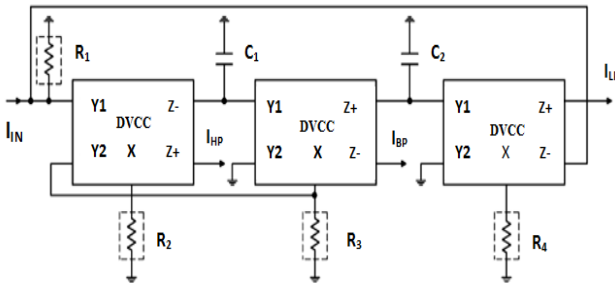 R1
C1
C2
Y1 Z-
DVCC
Y2 X Z+
IIN
IHP
Y1 Z+
DVCC
Y2 X Z-
IBP
Y1 Z+
DVCC
Y2 X Z-
R2
R3
R4